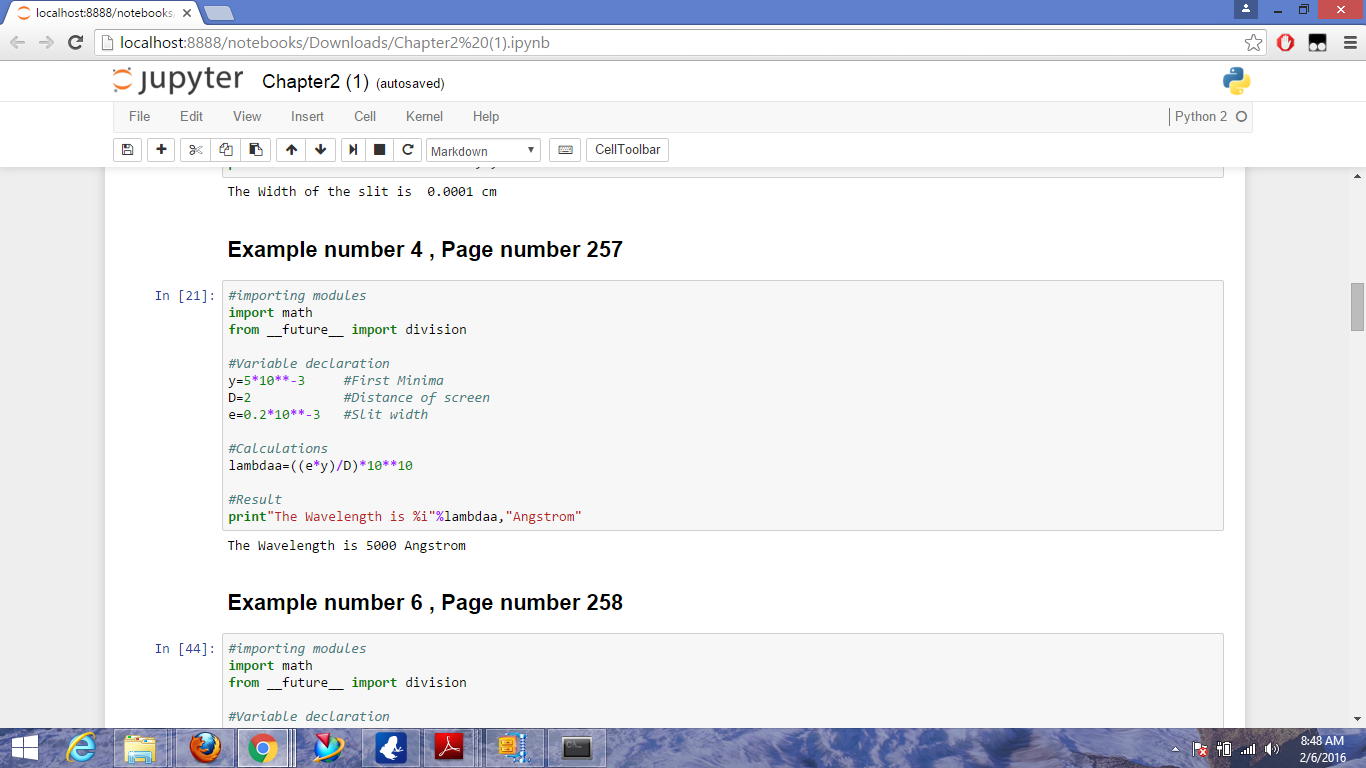 localhost:8888/notebooks
localhost:8888/notebooks/Downloads/Chapter2%20(1).ipynb
jupyter Chapter2 (1) (autosaved)
File Edit View Insert Cell Kernel Help Python 2
Markdown CellToolbar
The Width of the slit is  0.0001 cm
Example number 4 , Page number 257
In [21]: #importing modules
import math
from __future__ import division
#Variable declaration
y=5*10**-3     #First Minima
D=2            #Distance of screen
e=0.2*10**-3   #Slit width
#Calculations
lambdaa=((e*y)/D)*10**10
#Result
print"The Wavelength is %i"%lambdaa,"Angstrom"
The Wavelength is 5000 Angstrom
Example number 6 , Page number 258
In [44]: #importing modules
import math
from __future__ import division
#Variable declaration
8:48 AM
2/6/2016